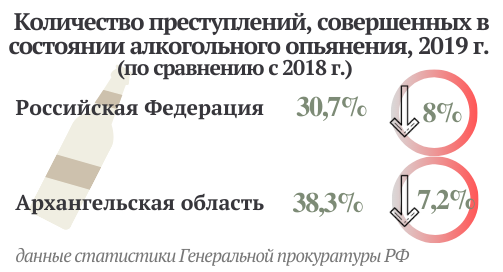 Количество преступлений, совершенных в
состоянии алкогольного опьянения, 2019 г.
(по сравнению с 2018 г.)
Российская Федерация 30,7% 8%
Архангельская область 38,3% 7,2%
данные статистики Генеральной прокуратуры РФ